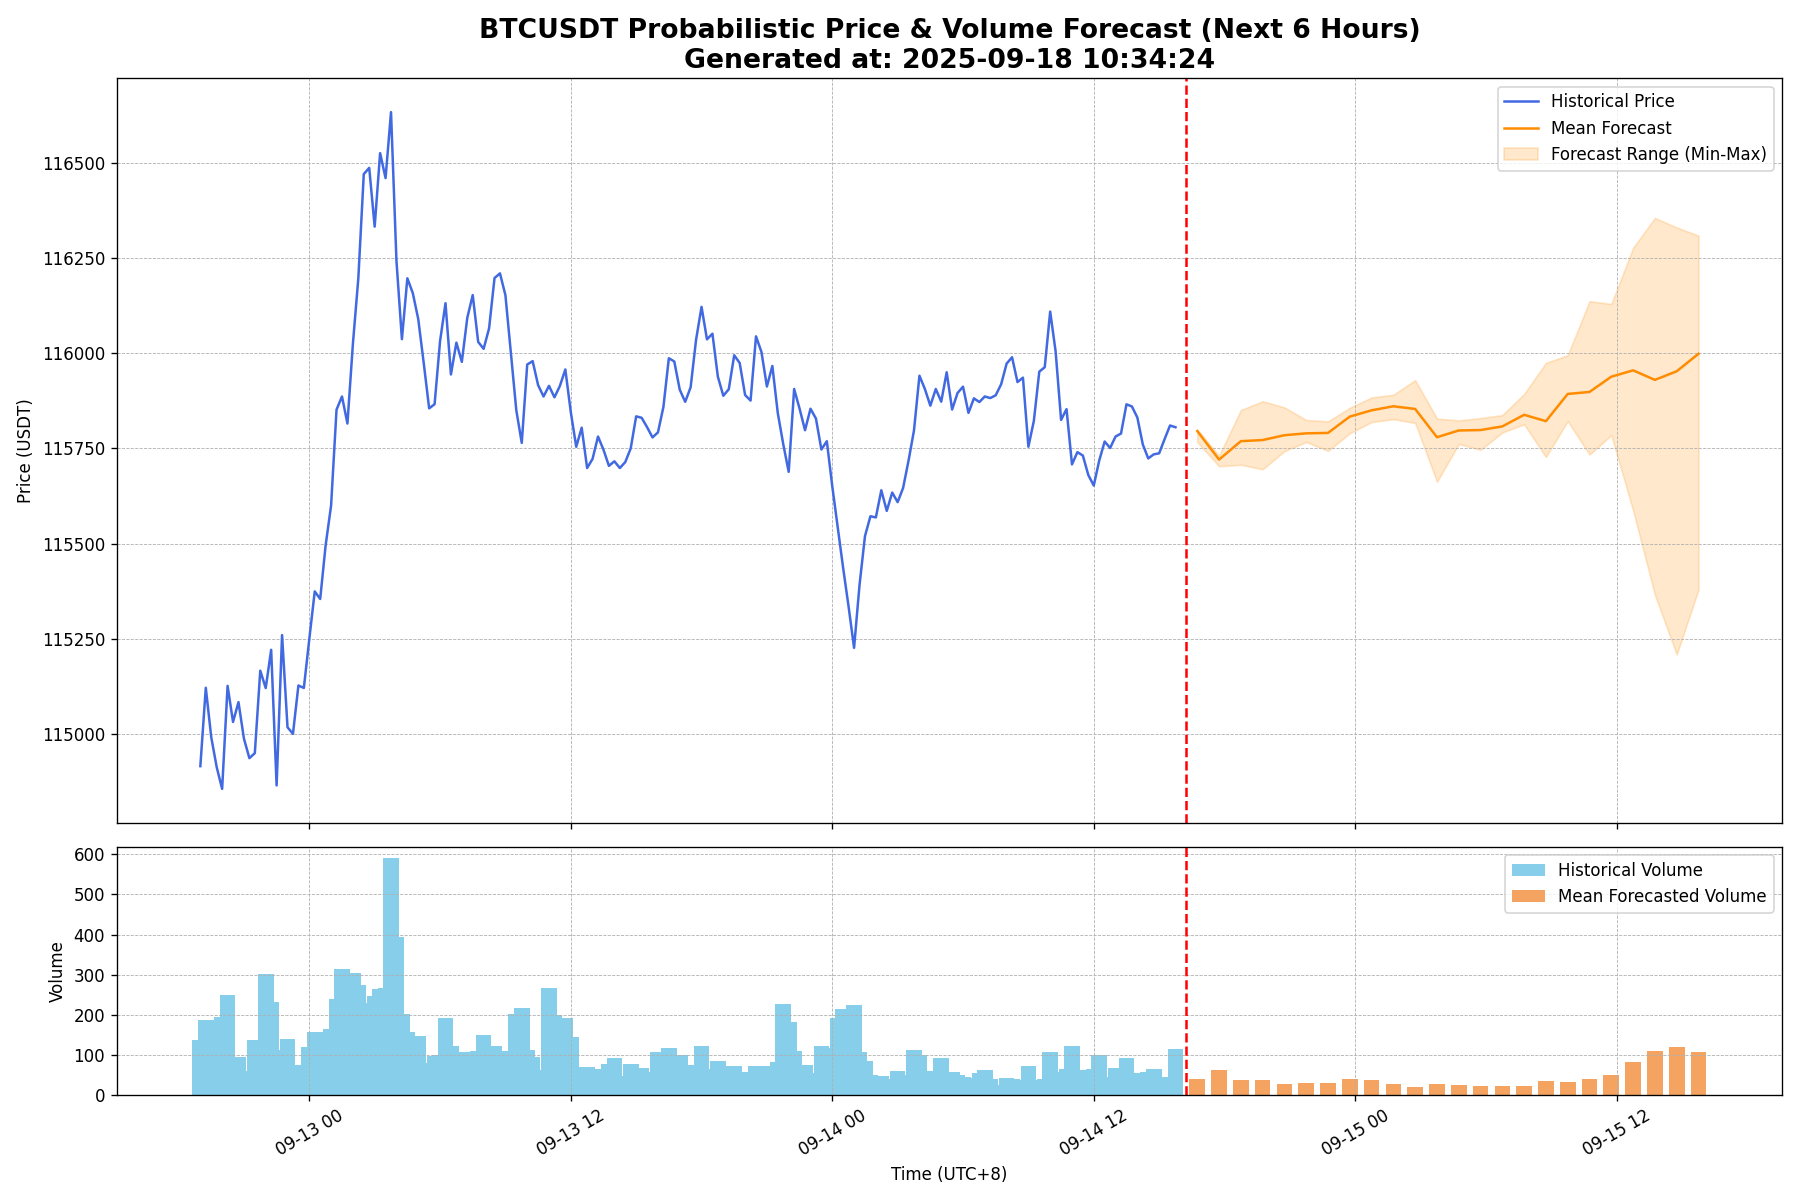 BTCUSDT Probabilistic Price & Volume Forecast (Next 6 Hours)
Generated at: 2025-09-18 10:34:24
Historical Price
Mean Forecast
Forecast Range (Min-Max)
Price (USDT)
116500
116250
116000
115750
115500
115250
115000
Historical Volume
Mean Forecasted Volume
Volume
600
500
400
300
200
100
0
09-13 00
09-13 12
09-14 00
09-14 12
09-15 00
09-15 12
Time (UTC+8)